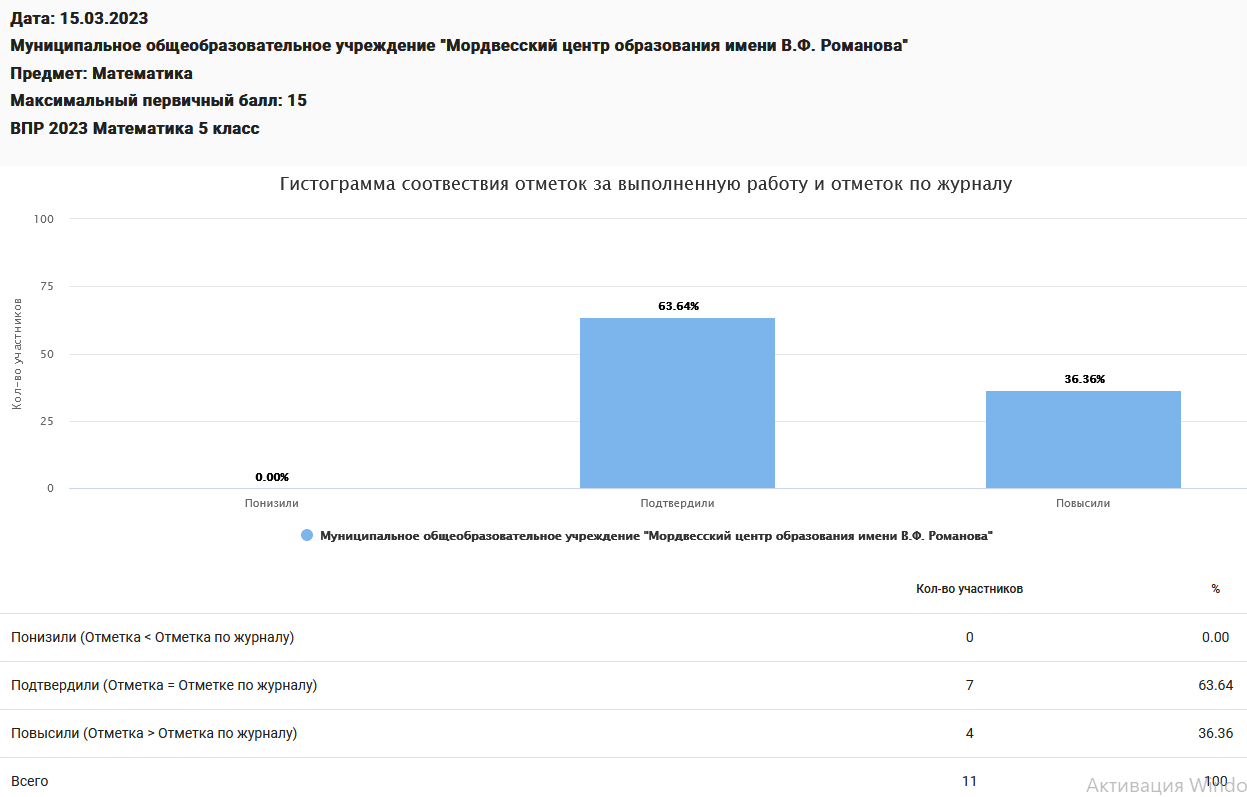 Дата: 15.03.2023
Муниципальное общеобразовательное учреждение "Мордвесский центр образования имени В.Ф. Романова"
Предмет: Математика
Максимальный первичный балл: 15
ВПР 2023 Математика 5 класс
Гистограмма соотвествия отметок за выполненную работу и отметок по журналу
Кол-во участников
100
75
50
25
0
0.00%
63.64%
36.36%
Понизили Подтвердили Повысили
Муниципальное общеобразовательное учреждение "Мордвесский центр образования имени В.Ф. Романова"
Кол-во участников %
Понизили (Отметка < Отметка по журналу) 0 0.00
Подтвердили (Отметка = Отметке по журналу) 7 63.64
Повысили (Отметка > Отметка по журналу) 4 36.36
Всего 11 100
Активация Windo